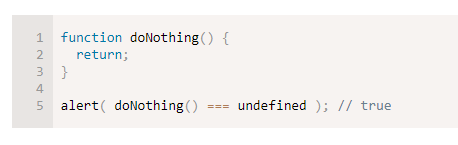 1 function doNothing() {
2   return;
3 }
4
5 alert( doNothing() === undefined ); // true